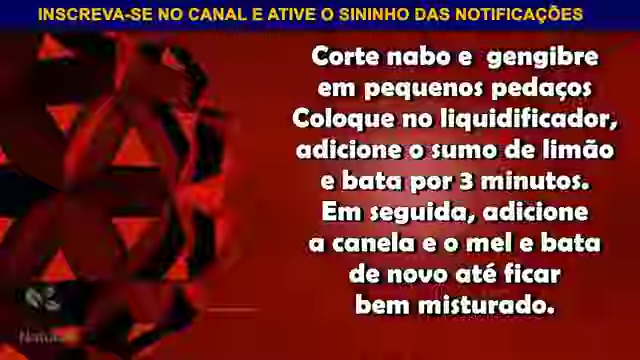 INSCREVA-SE NO CANAL E ATIVE O SININHO DAS NOTIFICAÇÕES
Corte nabo e gengibre
em pequenos pedaços
Coloque no liquidificador,
adicione o sumo de limão
e bata por 3 minutos.
Em seguida, adicione
a canela e o mel e bata
de novo até ficar
bem misturado.